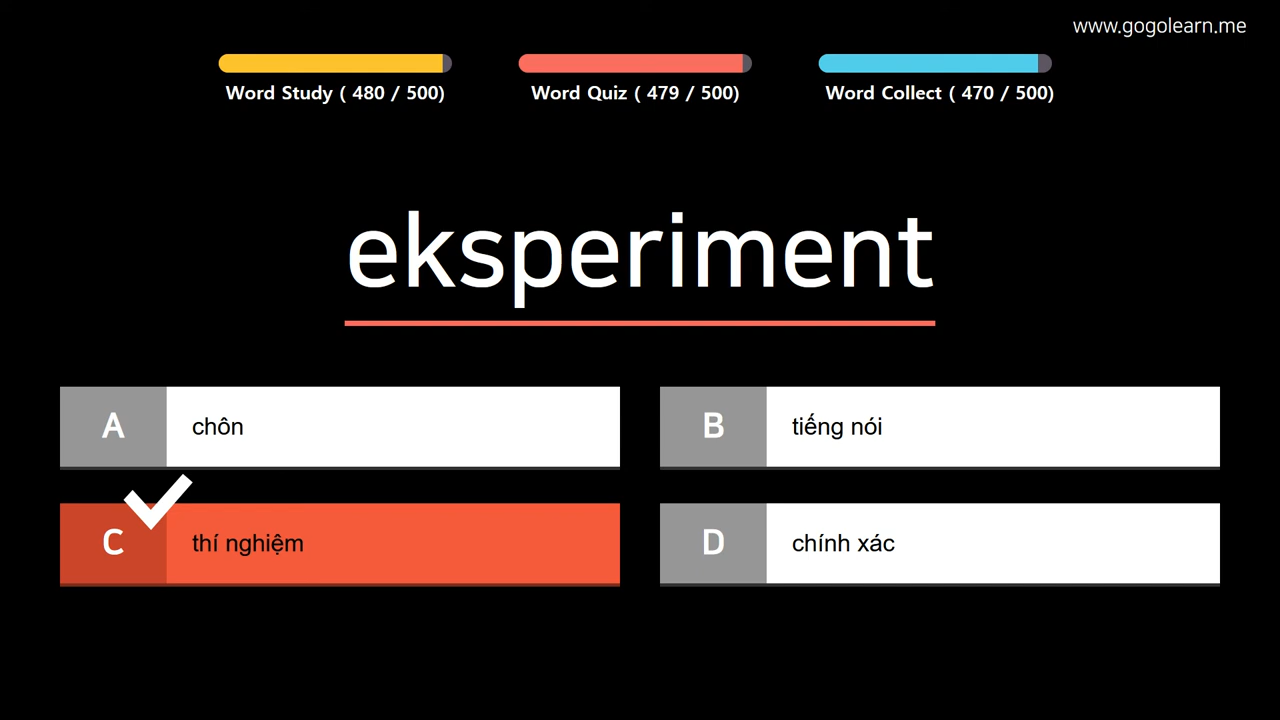 www.gogolearn.me
Word Study ( 480 / 500)
Word Quiz ( 479 / 500)
Word Collect ( 470 / 500)
eksperiment
A
chôn
B
tiếng nói
C
thí nghiệm
D
chính xác